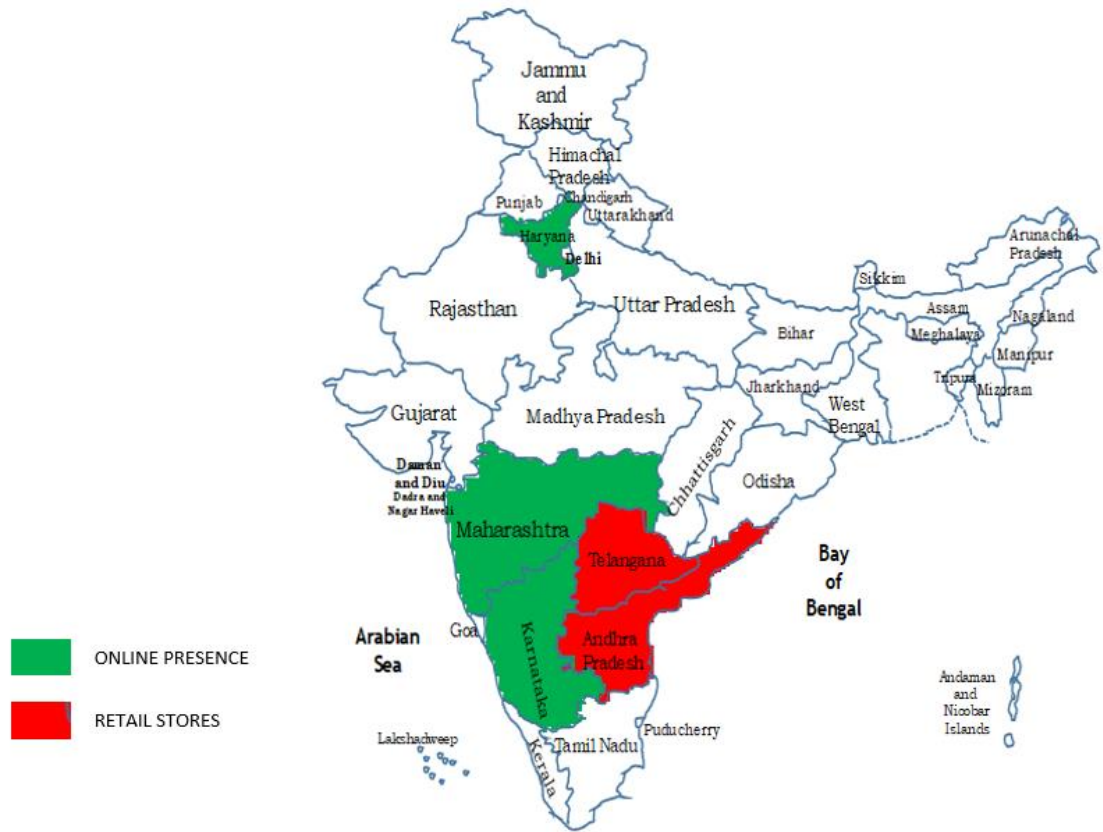 Jammu
and
Kashmir
Himachal
Pradesh
Chandigarh
Punjab
Uttarakhand
Haryana
Delhi
Arunachal
Pradesh
Sikkim
Rajasthan
Uttar Pradesh
Assam
Nagaland
Bihar
Meghalaya
Manipur
Jharkhand
Tripura
Mizoram
Gujarat
Madhya Pradesh
West
Bengal
Chhattisgarh
Daman
and Diu
Dadra and
Nagar Haveli
Odisha
Maharashtra
Telangana
Bay
of
Bengal
Goa
Karnataka
Andhra
Pradesh
Arabian
Sea
ONLINE PRESENCE
RETAIL STORES
Andaman
and
Nicobar
Islands
Lakshadweep
Kerala
Tamil Nadu
Puducherry